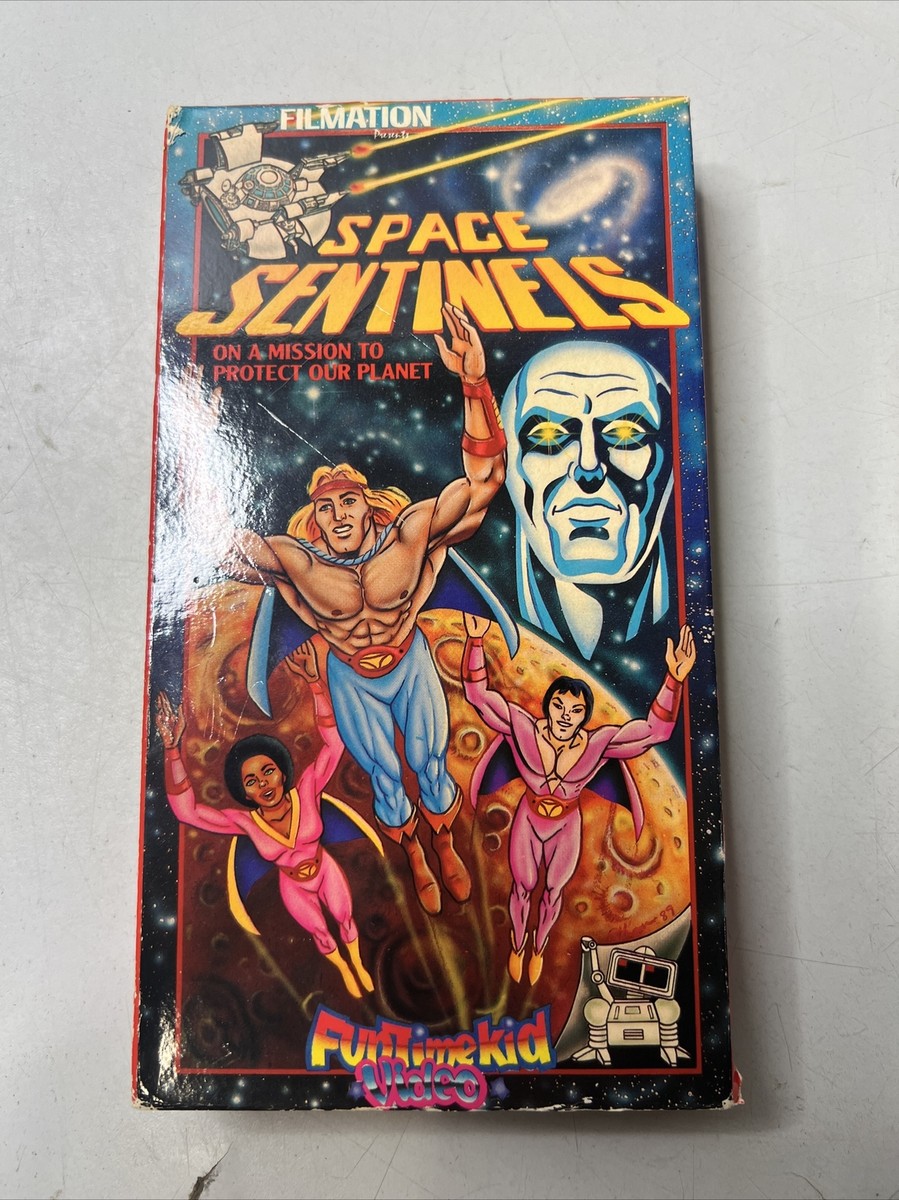 FILMATION
Presents
SPACE
SENTINELS
ON A MISSION TO
PROTECT OUR PLANET
FunTimekid
Video